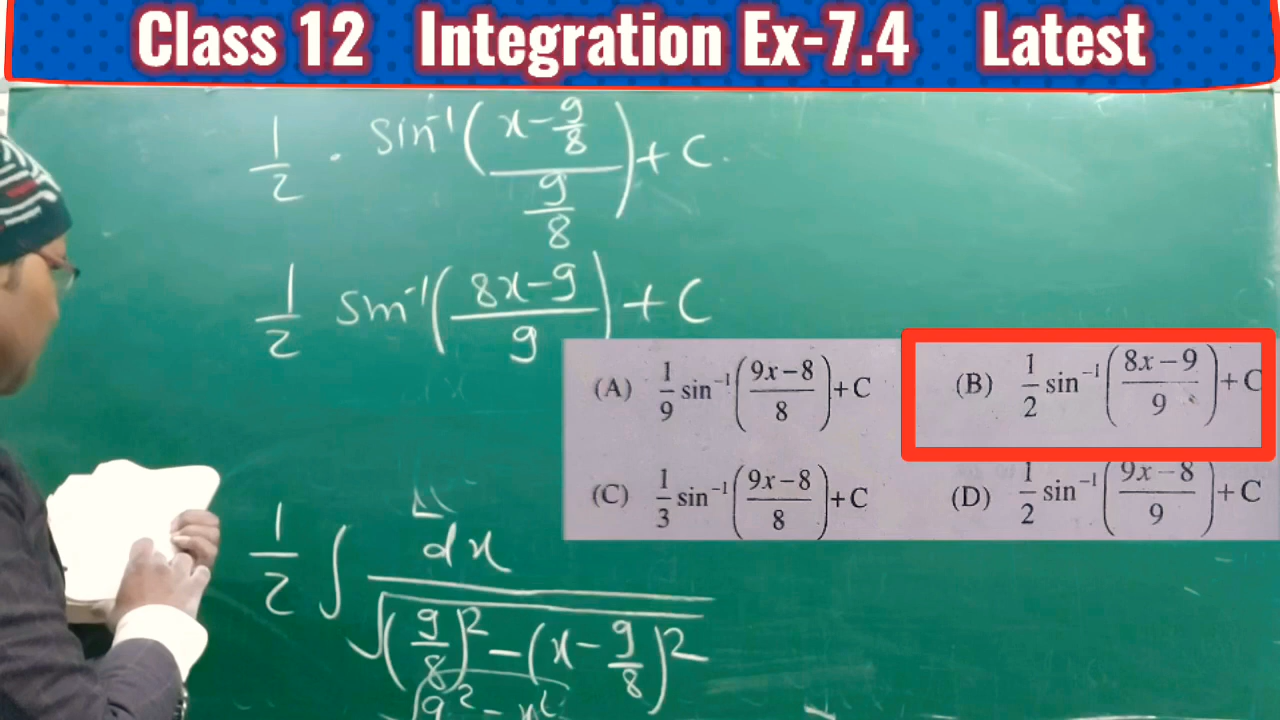 Class 12 Integration Ex-7.4 Latest
1/2 . sin⁻¹((x - 9/8)/(9/8)) + C.
1/2 sin⁻¹((8x-9)/9) + C
(A) 1/9 sin⁻¹((9x-8)/8) + C (B) 1/2 sin⁻¹((8x-9)/9) + C
(C) 1/3 sin⁻¹((9x-8)/8) + C (D) 1/2 sin⁻¹((9x-8)/9) + C
1/2 ∫ dx/√((9/8)² - (x - 9/8)²)